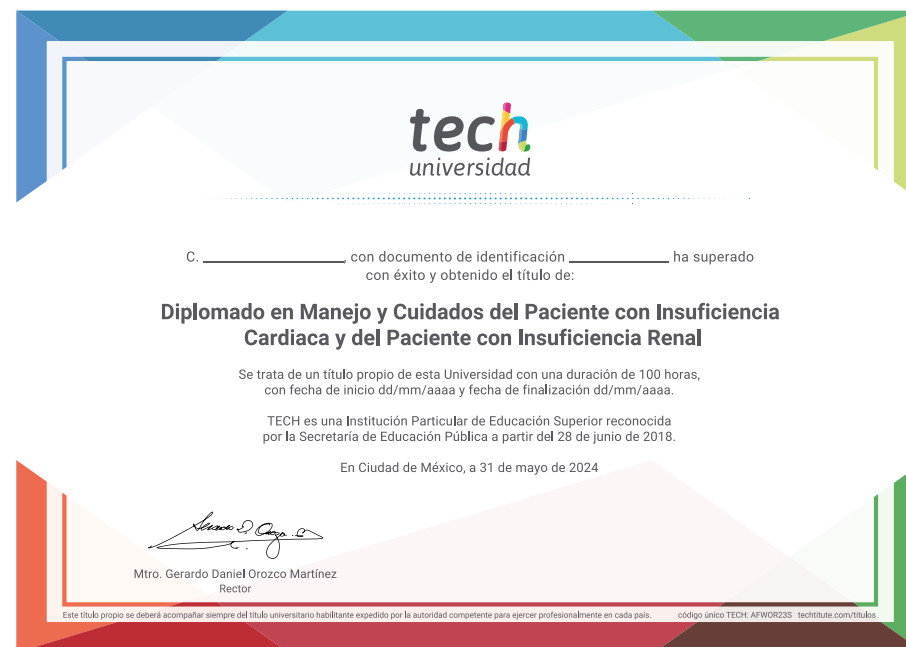 tech
universidad
C. ____________, con documento de identificación ____________ ha superado
con éxito y obtenido el título de:
Diplomado en Manejo y Cuidados del Paciente con Insuficiencia
Cardiaca y del Paciente con Insuficiencia Renal
Se trata de un título propio de esta Universidad con una duración de 100 horas,
con fecha de inicio dd/mm/aaaa y fecha de finalización dd/mm/aaaa.
TECH es una Institución Particular de Educación Superior reconocida
por la Secretaría de Educación Pública a partir del 28 de junio de 2018.
En Ciudad de México, a 31 de mayo de 2024
Mtro. Gerardo Daniel Orozco Martínez
Rector
Este título propio se deberá acompañar siempre del título universitario habilitante expedido por la autoridad competente para ejercer profesionalmente en cada país. código único TECH: AFWOR23S techtitute.com/titulos